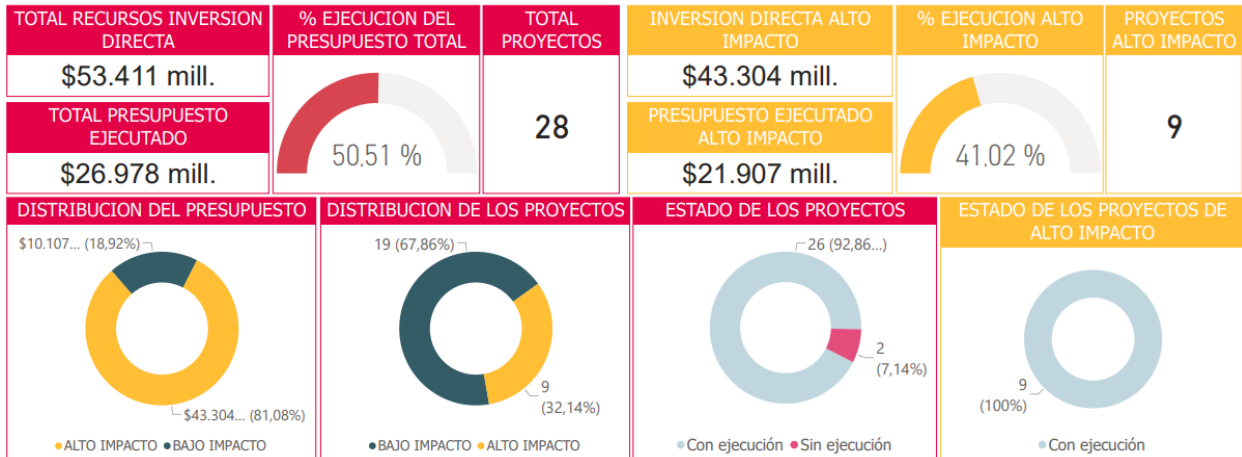 TOTAL RECURSOS INVERSION
DIRECTA
$53.411 mill.
TOTAL PRESUPUESTO
EJECUTADO
$26.978 mill.
% EJECUCION DEL
PRESUPUESTO TOTAL
50,51 %
TOTAL
PROYECTOS
28
INVERSION DIRECTA ALTO
IMPACTO
$43.304 mill.
PRESUPUESTO EJECUTADO
ALTO IMPACTO
$21.907 mill.
% EJECUCION ALTO
IMPACTO
41,02 %
PROYECTOS
ALTO IMPACTO
9
DISTRIBUCION DEL PRESUPUESTO
$10.107... (18,92%)
$43.304... (81,08%)
ALTO IMPACTO BAJO IMPACTO
DISTRIBUCION DE LOS PROYECTOS
19 (67,86%)
9
(32,14%)
BAJO IMPACTO ALTO IMPACTO
ESTADO DE LOS PROYECTOS
26 (92,86...)
2
(7,14%)
Con ejecución Sin ejecución
ESTADO DE LOS PROYECTOS DE
ALTO IMPACTO
9
(100%)
Con ejecución